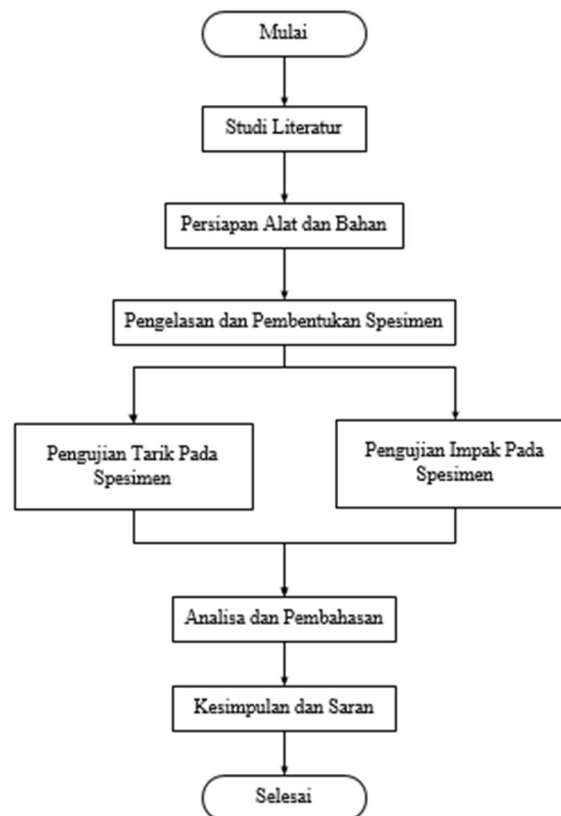 Mulai
Studi Literatur
Persiapan Alat dan Bahan
Pengelasan dan Pembentukan Spesimen
Pengujian Tarik Pada
Spesimen
Pengujian Impak Pada
Spesimen
Analisa dan Pembahasan
Kesimpulan dan Saran
Selesai